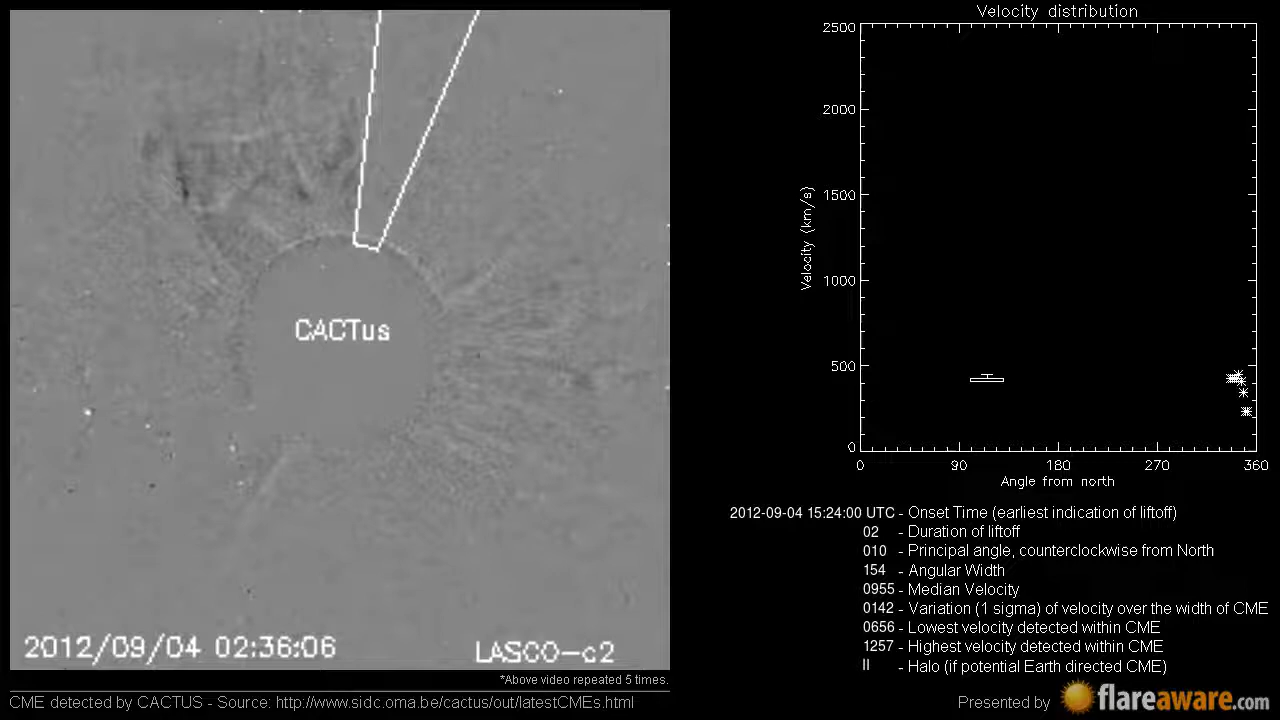 Velocity distribution
2500
2000
1500
1000
500
0
Velocity (km/s)
0 90 180 270 360
Angle from north
CACTus
2012/09/04 02:36:06 LASCO-c2
*Above video repeated 5 times.
CME detected by CACTUS - Source: http://www.sidc.oma.be/cactus/out/latestCMEs.html
2012-09-04 15:24:00 UTC - Onset Time (earliest indication of liftoff)
02 - Duration of liftoff
010 - Principal angle, counterclockwise from North
154 - Angular Width
0955 - Median Velocity
0142 - Variation (1 sigma) of velocity over the width of CME
0656 - Lowest velocity detected within CME
1257 - Highest velocity detected within CME
II - Halo (if potential Earth directed CME)
Presented by flareaware.com